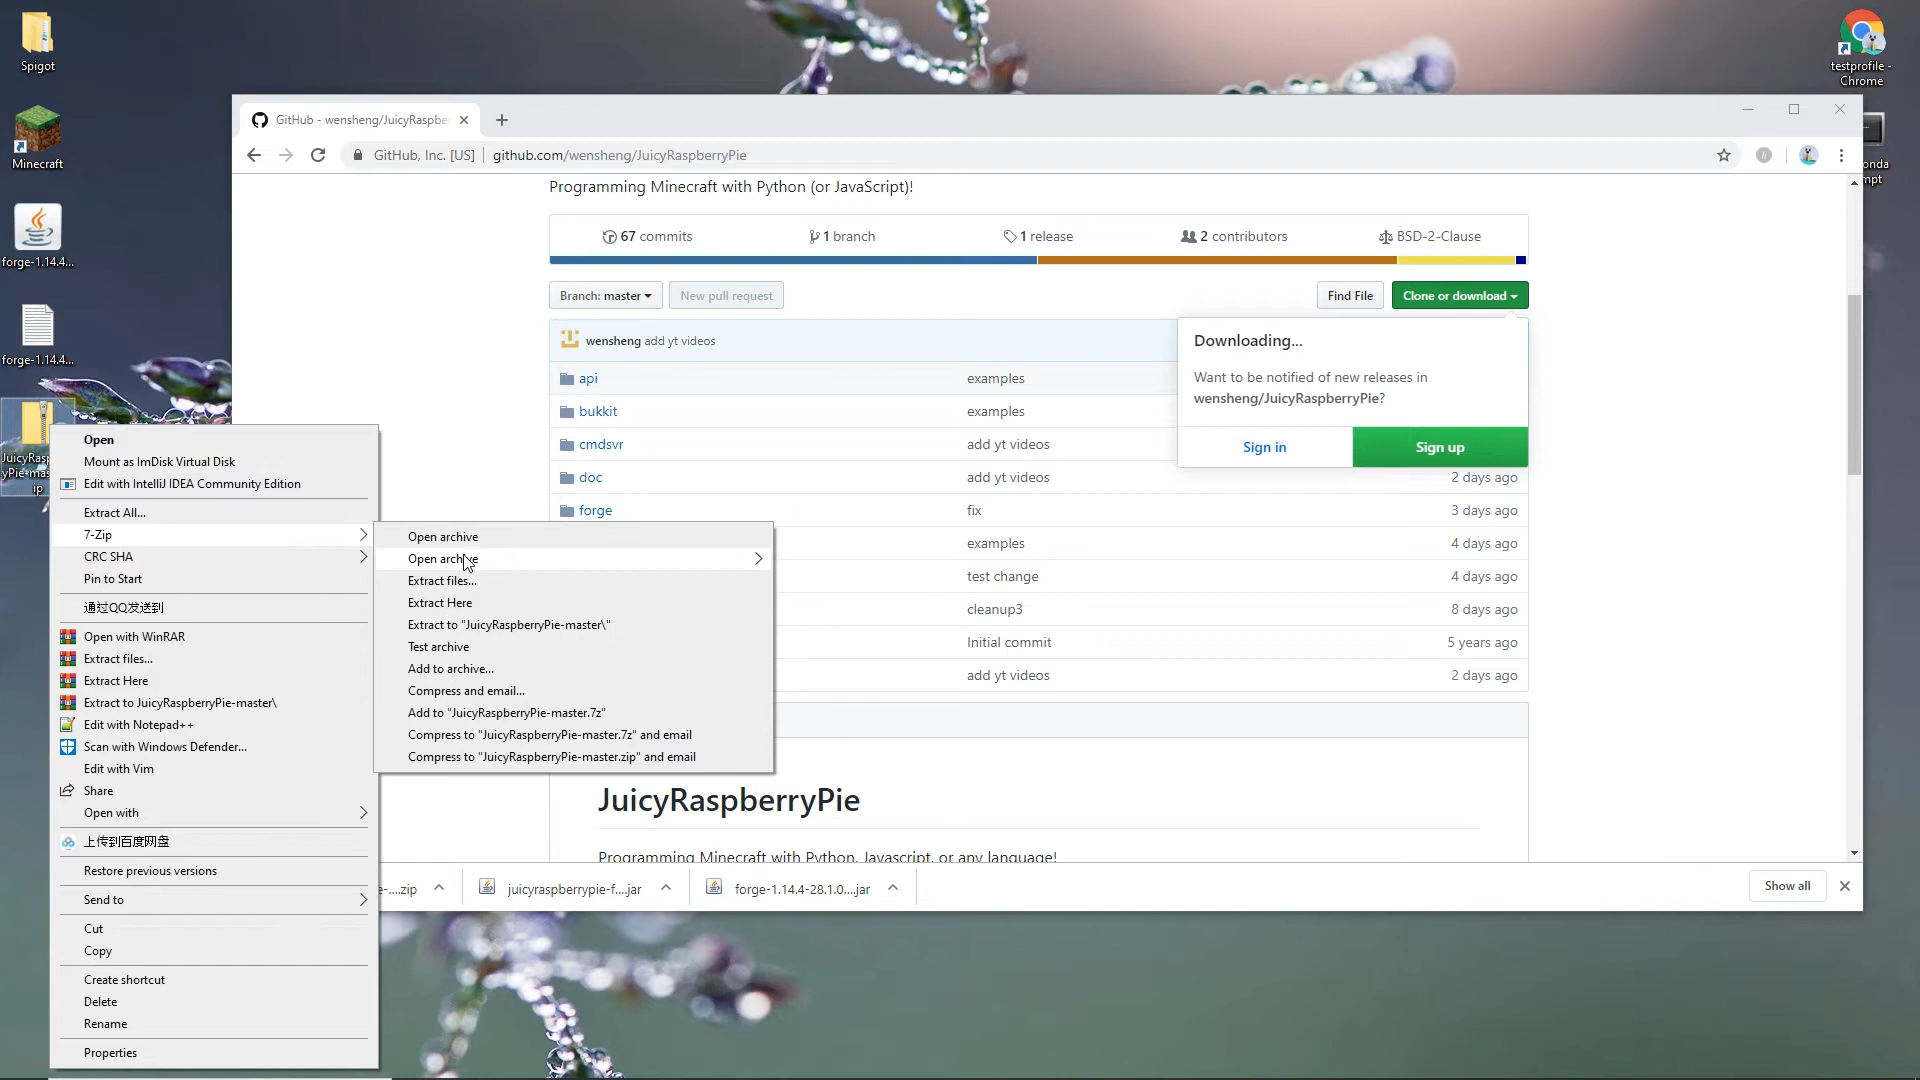 Spigot
Minecraft
forge-1.14.4...
forge-1.14.4...
JuicyRas
yPie-mas
ip
testprofile -
Chrome
onda
mpt
GitHub - wensheng/JuicyRaspbe
GitHub, Inc. [US]
github.com/wensheng/JuicyRaspberryPie
Programming Minecraft with Python (or JavaScript)!
67 commits
1 branch
1 release
2 contributors
BSD-2-Clause
Branch: master
New pull request
Find File
Clone or download
wensheng add yt videos
api
examples
bukkit
examples
cmdsvr
add yt videos
doc
add yt videos
2 days ago
forge
fix
3 days ago
examples
4 days ago
test change
4 days ago
cleanup3
8 days ago
Initial commit
5 years ago
add yt videos
2 days ago
Downloading...
Want to be notified of new releases in
wensheng/JuicyRaspberryPie?
Sign in
Sign up
JuicyRaspberryPie
Programming Minecraft with Python, Javascript, or any language!
Open
Mount as ImDisk Virtual Disk
Edit with IntelliJ IDEA Community Edition
Extract All...
7-Zip
CRC SHA
Pin to Start
通过QQ发送到
Open with WinRAR
Extract files...
Extract Here
Extract to JuicyRaspberryPie-master\
Edit with Notepad++
Scan with Windows Defender...
Edit with Vim
Share
Open with
上传到百度网盘
Restore previous versions
Send to
Cut
Copy
Create shortcut
Delete
Rename
Properties
Open archive
Open archive
Extract files...
Extract Here
Extract to "JuicyRaspberryPie-master\"
Test archive
Add to archive...
Compress and email...
Add to "JuicyRaspberryPie-master.7z"
Compress to "JuicyRaspberryPie-master.7z" and email
Compress to "JuicyRaspberryPie-master.zip" and email
e-....zip
juicyraspberrypie-f....jar
forge-1.14.4-28.1.0....jar
Show all